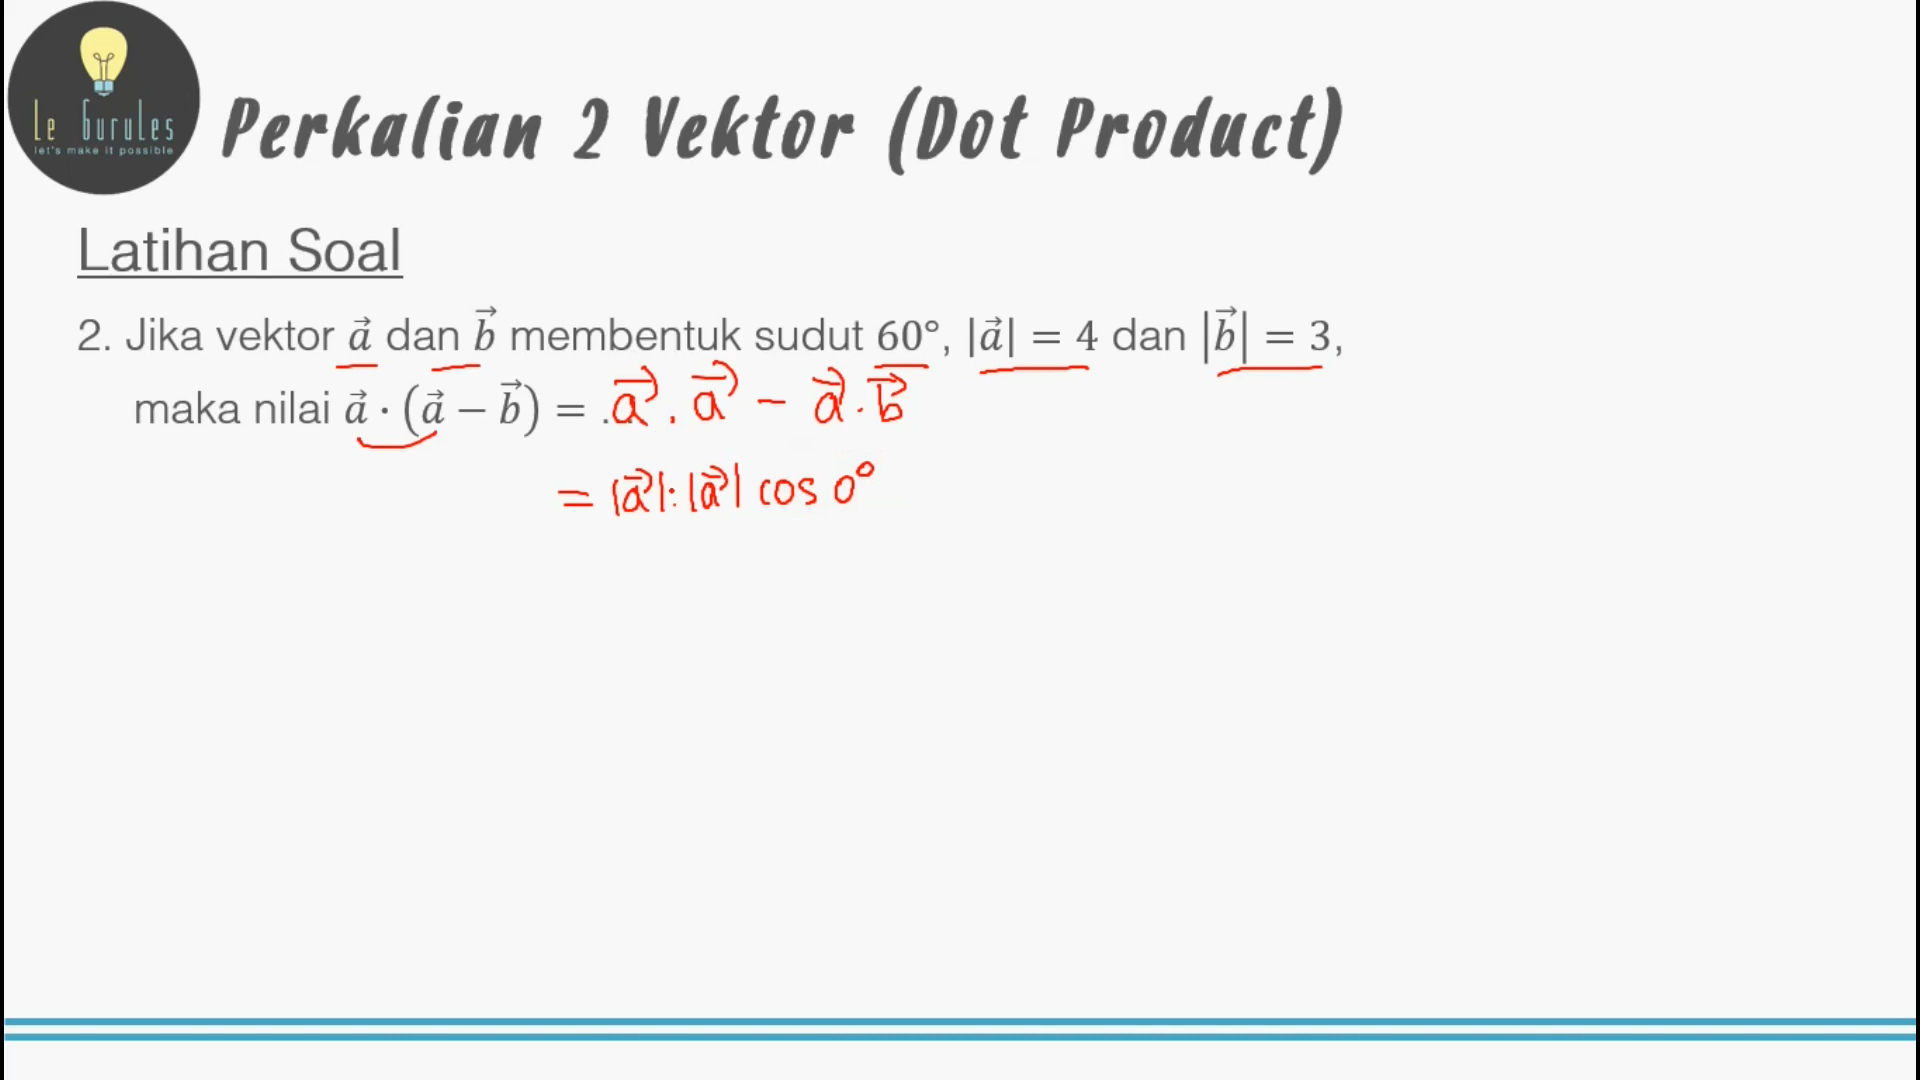 Le GuruLes
let's make it possible
Perkalian 2 Vektor (Dot Product)
Latihan Soal
2. Jika vektor a⃗ dan b⃗ membentuk sudut 60°, |a⃗| = 4 dan |b⃗| = 3,
maka nilai a⃗ · (a⃗ − b⃗) = . a⃗ . a⃗ − a⃗ . b⃗
= |a⃗| . |a⃗| cos 0°